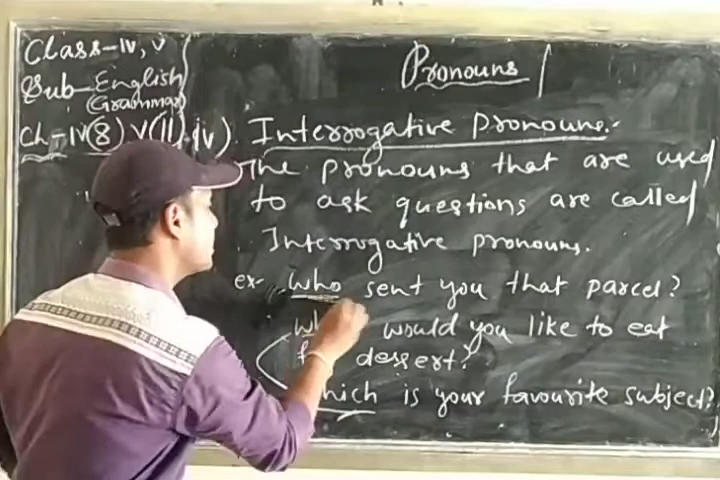 Class-IV, V
Sub-English
(Grammar)
Pronouns
Ch-IV(8) V(11)
iv). Interrogative pronouns:-
The pronouns that are used
to ask questions are called
Interrogative pronouns.
ex- Who sent you that parcel?
would you like to eat
dessert?
which is your favourite subject?